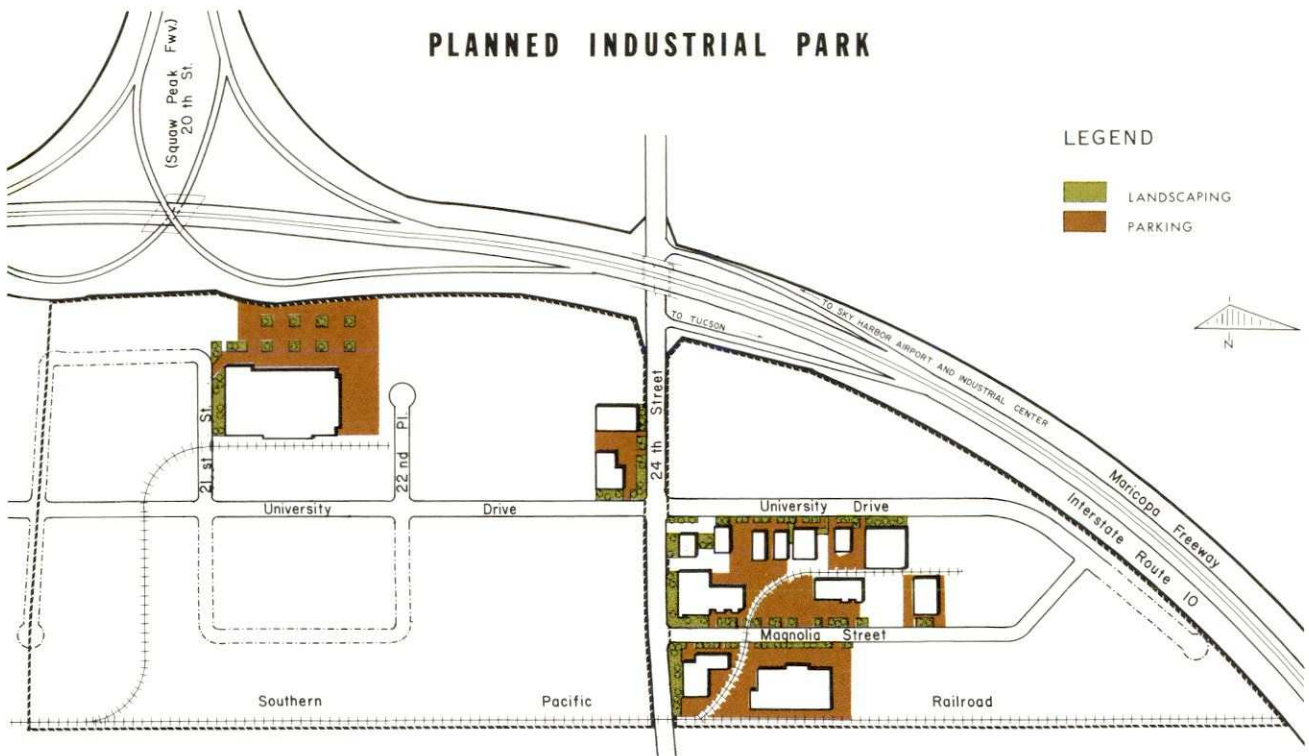 PLANNED INDUSTRIAL PARK
(Squaw Peak Fwy.)
20 th St.
LEGEND
LANDSCAPING
PARKING
N
TO SKY HARBOR AIRPORT AND INDUSTRIAL CENTER
TO TUCSON
Maricopa Freeway
Interstate Route 10
21 st St.
22 nd Pl.
24 th Street
University Drive
University Drive
Magnolia Street
Southern Pacific Railroad